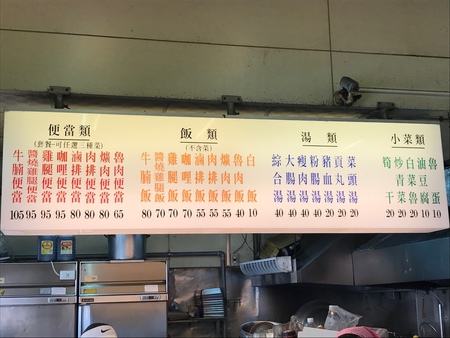 便當類
(套餐-可任選三種菜)
牛腩便當 105
醬燒雞腿便當 95
雞腿便當 95
咖哩便當 95
滷排便當 80
肉排便當 80
爌肉便當 80
魯肉便當 65
飯類
(不含菜)
牛腩飯 80
醬燒雞腿飯 70
雞腿飯 70
咖哩飯 70
滷排飯 55
肉排飯 55
爌肉飯 55
魯肉飯 40
白飯 10
湯類
綜合湯 40
大腸湯 40
瘦肉湯 40
粉腸湯 40
豬血湯 20
貢丸湯 20
菜頭湯 20
小菜類
筍干 20
炒青菜 20
白菜魯 20
油豆腐 10
魯蛋 10